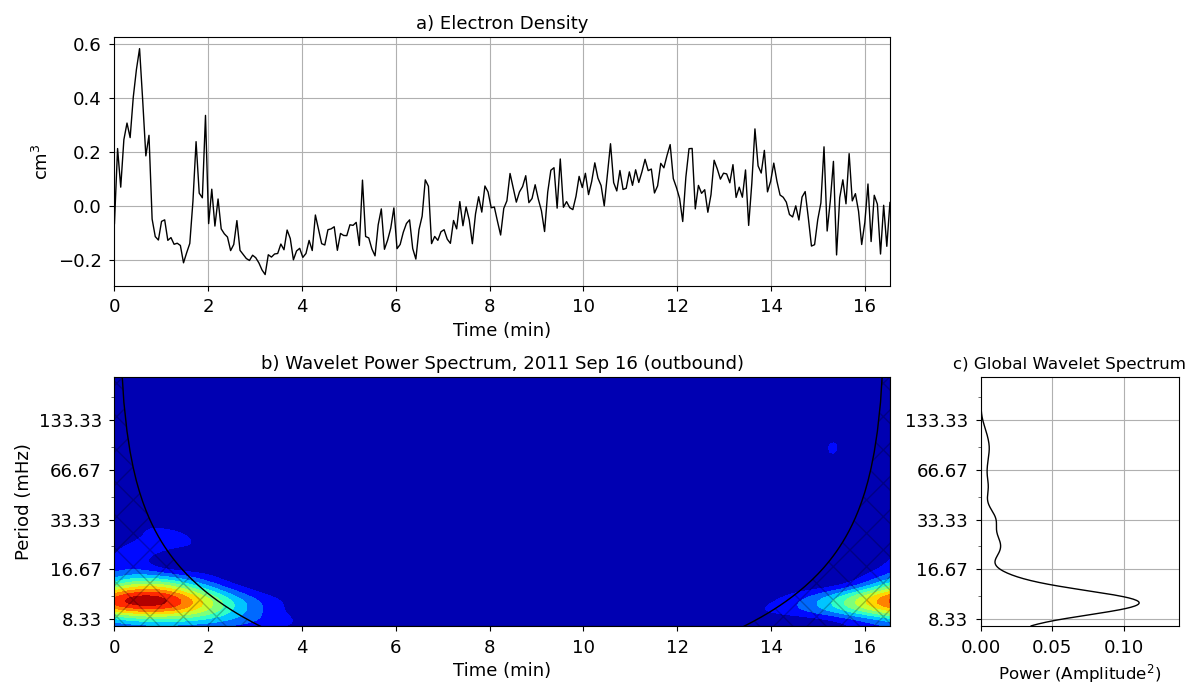 a) Electron Density
cm³
0.6
0.4
0.2
0.0
−0.2
0 2 4 6 8 10 12 14 16
Time (min)
b) Wavelet Power Spectrum, 2011 Sep 16 (outbound)
Period (mHz)
133.33
66.67
33.33
16.67
8.33
0 2 4 6 8 10 12 14 16
Time (min)
c) Global Wavelet Spectrum
133.33
66.67
33.33
16.67
8.33
0.00 0.05 0.10
Power (Amplitude²)